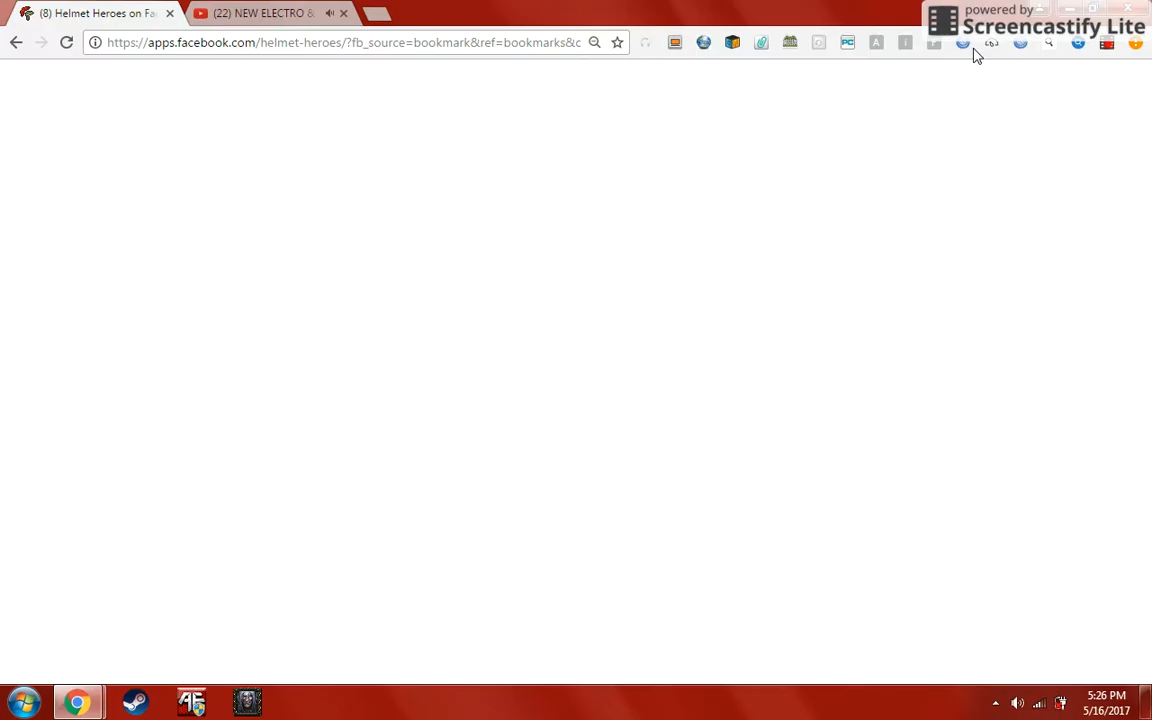 (8) Helmet Heroes on Fa
(22) NEW ELECTRO &
powered by
Screencastify Lite
https://apps.facebook.com/helmet-heroes/?fb_source=bookmark&ref=bookmarks&c
PC
A
i
5:26 PM
5/16/2017